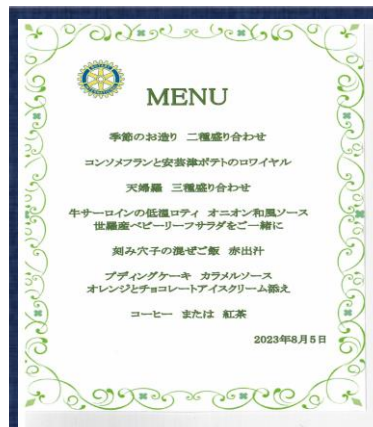 MENU
季節のお造り 二種盛り合わせ
コンソメフランと安芸津ポテトのロワイヤル
天婦羅 三種盛り合わせ
牛サーロインの低温ロティ オニオン和風ソース
世羅産ベビーリーフサラダをご一緒に
刻み穴子の混ぜご飯 赤出汁
プディングケーキ カラメルソース
オレンジとチョコレートアイスクリーム添え
コーヒー または 紅茶
2023年8月5日